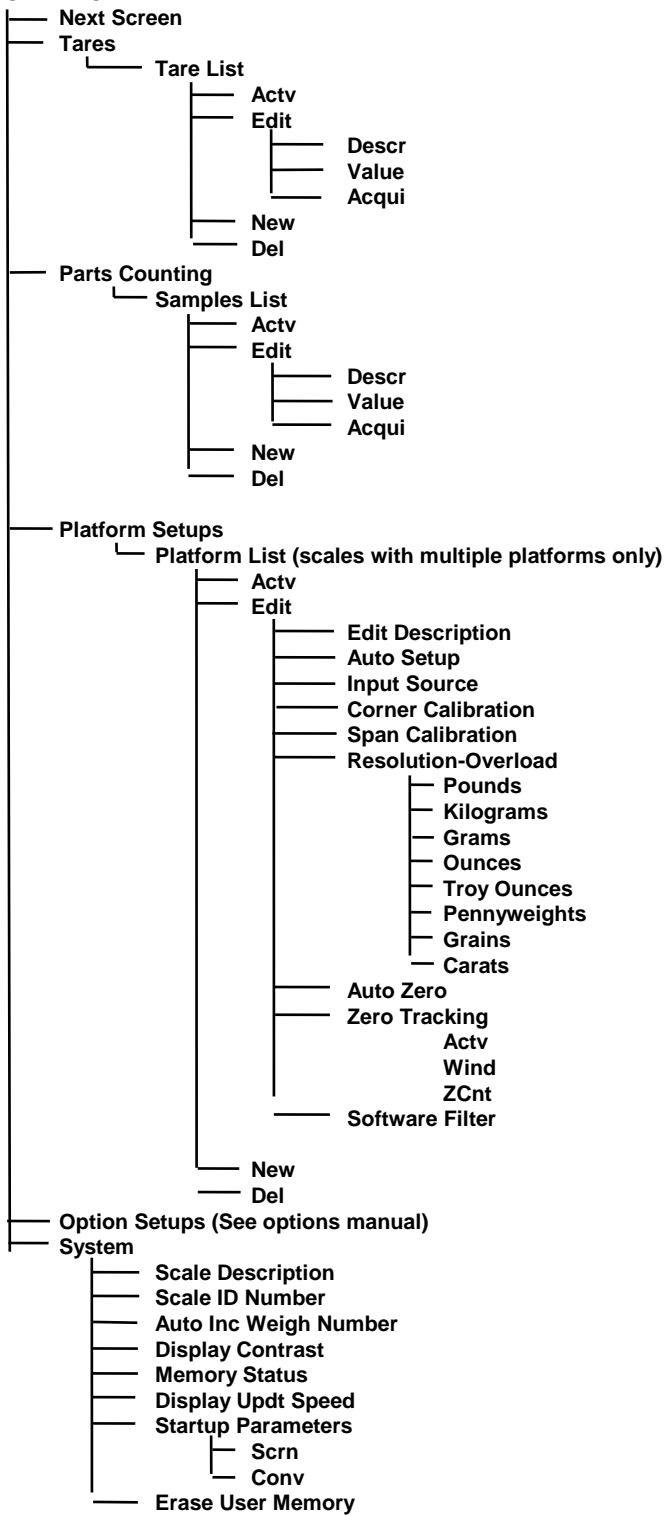 Next Screen
Tares
Tare List
Actv
Edit
Descr
Value
Acqui
New
Del
Parts Counting
Samples List
Actv
Edit
Descr
Value
Acqui
New
Del
Platform Setups
Platform List (scales with multiple platforms only)
Actv
Edit
Edit Description
Auto Setup
Input Source
Corner Calibration
Span Calibration
Resolution-Overload
Pounds
Kilograms
Grams
Ounces
Troy Ounces
Pennyweights
Grains
Carats
Auto Zero
Zero Tracking
Actv
Wind
ZCnt
Software Filter
New
Del
Option Setups (See options manual)
System
Scale Description
Scale ID Number
Auto Inc Weigh Number
Display Contrast
Memory Status
Display Updt Speed
Startup Parameters
Scrn
Conv
Erase User Memory